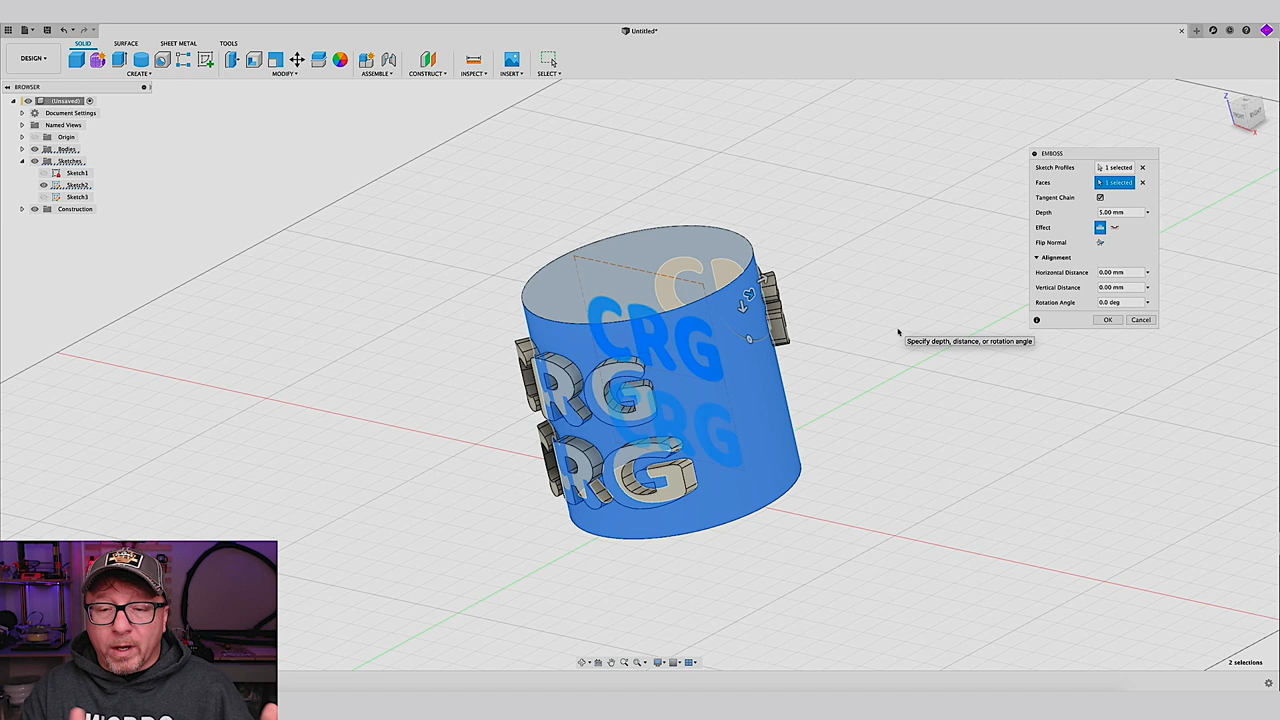 Untitled*
SOLID SURFACE SHEET METAL TOOLS
DESIGN
CREATE MODIFY ASSEMBLE CONSTRUCT INSPECT INSERT SELECT
BROWSER
(Unsaved)
Document Settings
Named Views
Origin
Bodies
Sketches
Sketch1
Sketch2
Sketch3
Construction
EMBOSS
Sketch Profiles 1 selected
Faces 1 selected
Tangent Chain
Depth 5.00 mm
Effect
Flip Normal
Alignment
Horizontal Distance 0.00 mm
Vertical Distance 0.00 mm
Rotation Angle 0.0 deg
OK Cancel
Specify depth, distance, or rotation angle
Z
RIGHT
X
CRG
CRG
RG
RG
2 selections